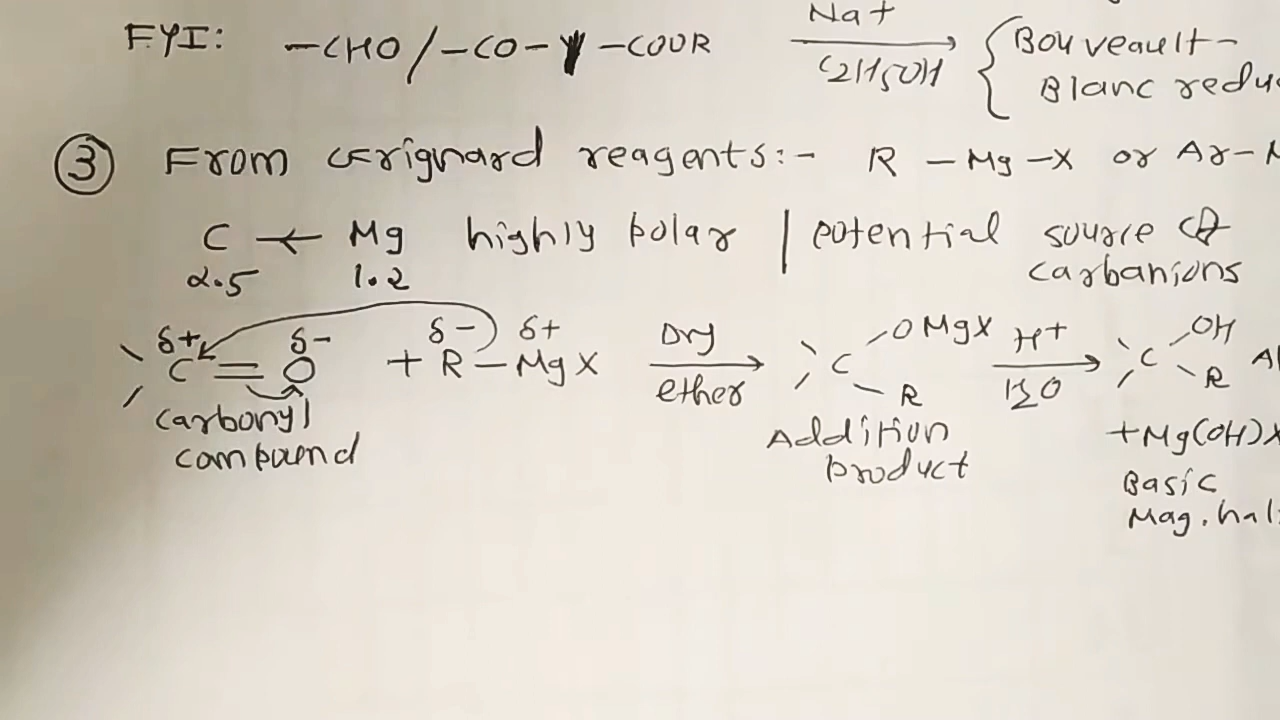 FYI: -CHO/-CO- -COOR Na+ C2H5OH {Bouveault-
Blanc redu
③ From Grignard reagents:- R-Mg-X or Ar-M
C ← Mg highly polar | potential source of
2.5 1.2 carbanions
δ+ δ- δ- δ+
C=O + R-MgX Dry ether C OMgX R H+ H2O C OH R Al
carbonyl
compound
Addition
product
+Mg(OH)X
Basic
Mag. hal